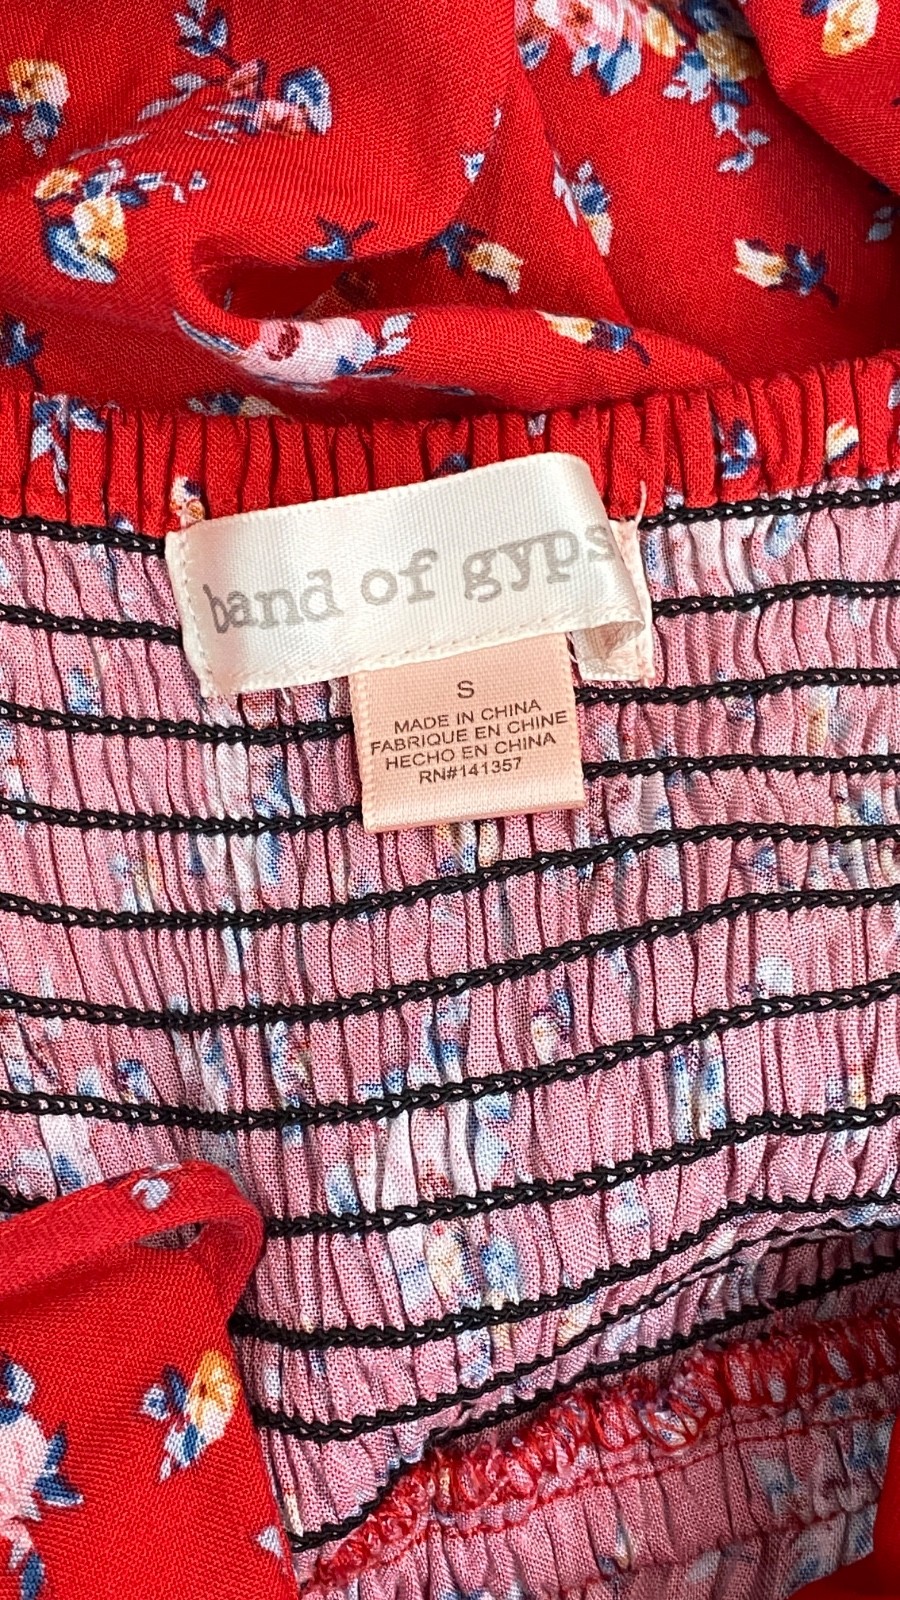 band of gyps
S
MADE IN CHINA
FABRIQUE EN CHINE
HECHO EN CHINA
RN#141357